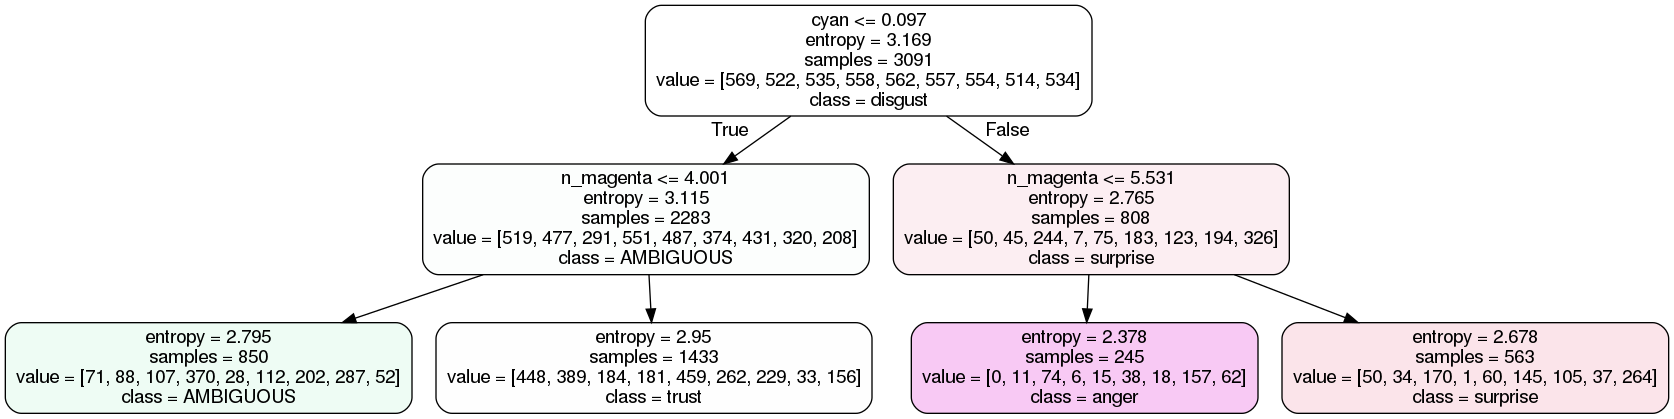 cyan <= 0.097
entropy = 3.169
samples = 3091
value = [569, 522, 535, 558, 562, 557, 554, 514, 534]
class = disgust
True
False
n_magenta <= 4.001
entropy = 3.115
samples = 2283
value = [519, 477, 291, 551, 487, 374, 431, 320, 208]
class = AMBIGUOUS
n_magenta <= 5.531
entropy = 2.765
samples = 808
value = [50, 45, 244, 7, 75, 183, 123, 194, 326]
class = surprise
entropy = 2.795
samples = 850
value = [71, 88, 107, 370, 28, 112, 202, 287, 52]
class = AMBIGUOUS
entropy = 2.95
samples = 1433
value = [448, 389, 184, 181, 459, 262, 229, 33, 156]
class = trust
entropy = 2.378
samples = 245
value = [0, 11, 74, 6, 15, 38, 18, 157, 62]
class = anger
entropy = 2.678
samples = 563
value = [50, 34, 170, 1, 60, 145, 105, 37, 264]
class = surprise